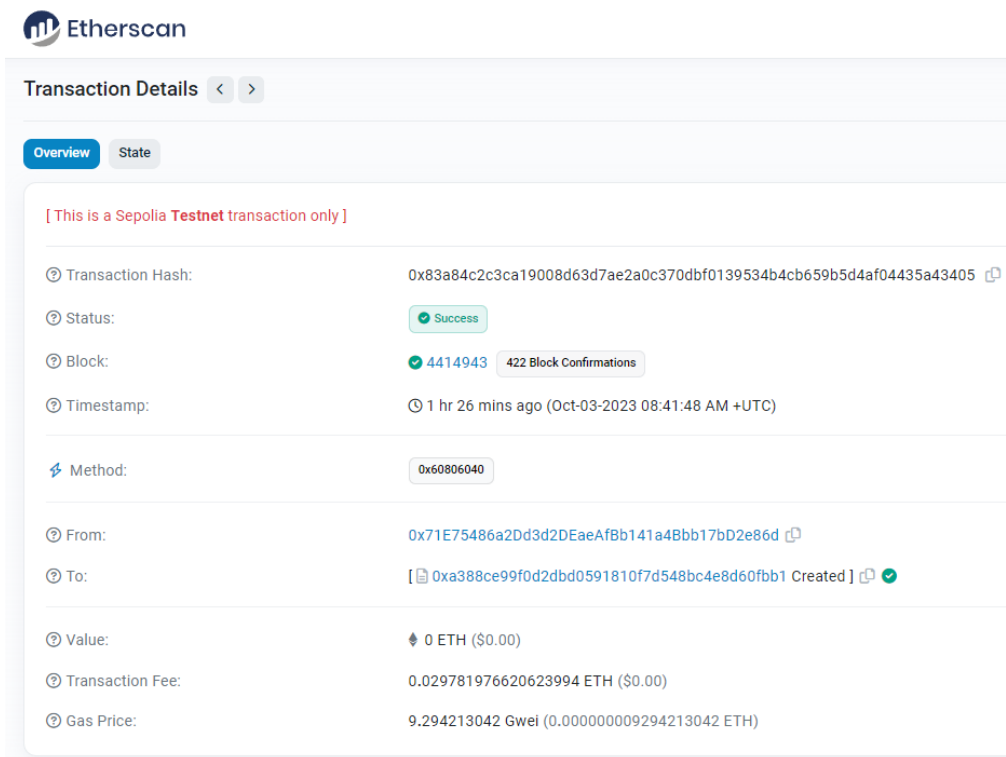 Etherscan
Transaction Details < >
Overview State
[ This is a Sepolia Testnet transaction only ]
Transaction Hash: 0x83a84c2c3ca19008d63d7ae2a0c370dbf0139534b4cb659b5d4af04435a43405
Status: Success
Block: 4414943 422 Block Confirmations
Timestamp: 1 hr 26 mins ago (Oct-03-2023 08:41:48 AM +UTC)
Method: 0x60806040
From: 0x71E75486a2Dd3d2DEaeAfBb141a4Bbb17bD2e86d
To: [ 0xa388ce99f0d2dbd0591810f7d548bc4e8d60fbb1 Created ]
Value: 0 ETH ($0.00)
Transaction Fee: 0.029781976620623994 ETH ($0.00)
Gas Price: 9.294213042 Gwei (0.000000009294213042 ETH)